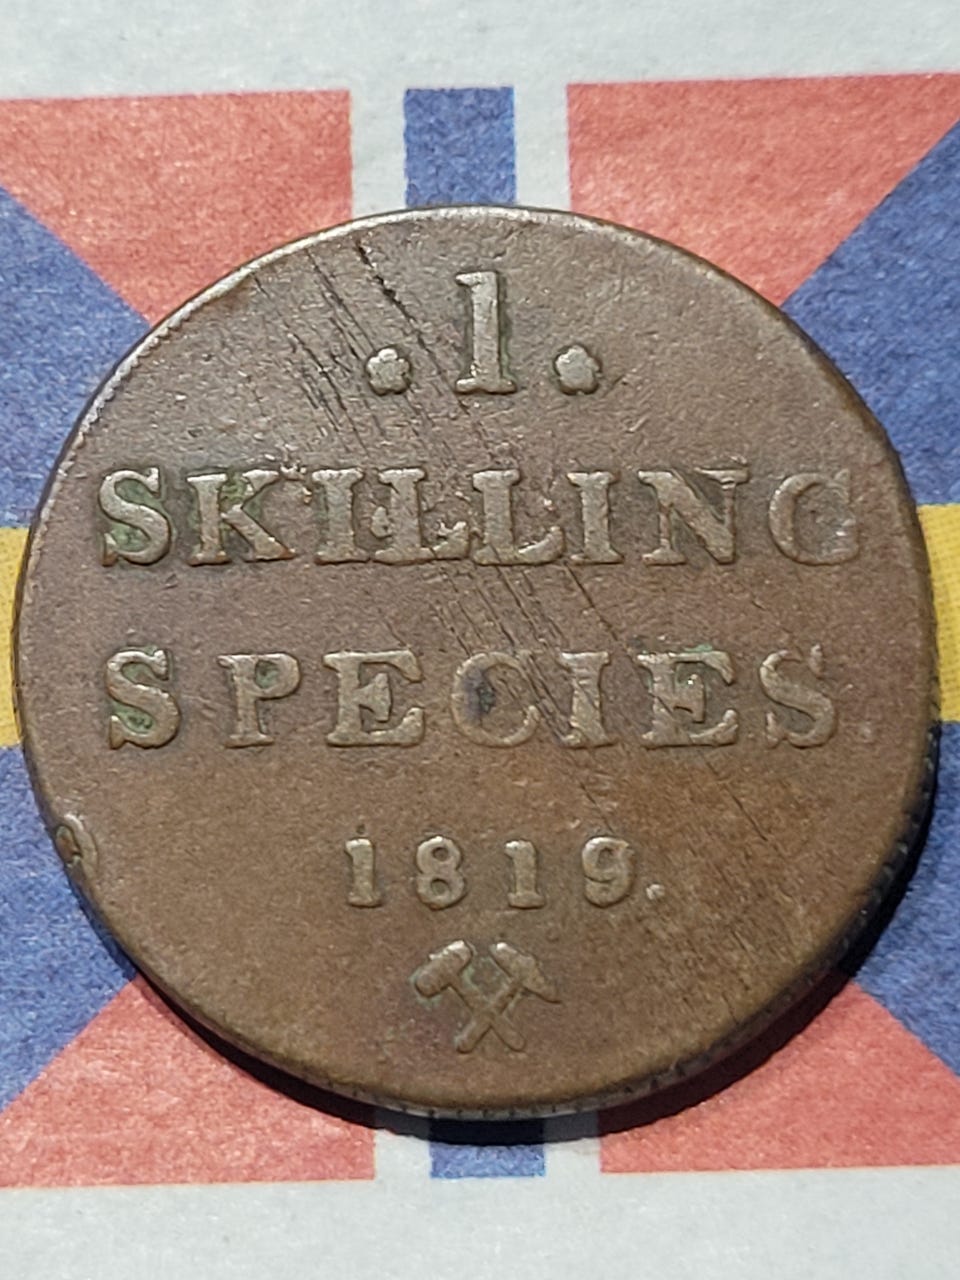 . 1 .
SKILLING
SPECIES
1819.